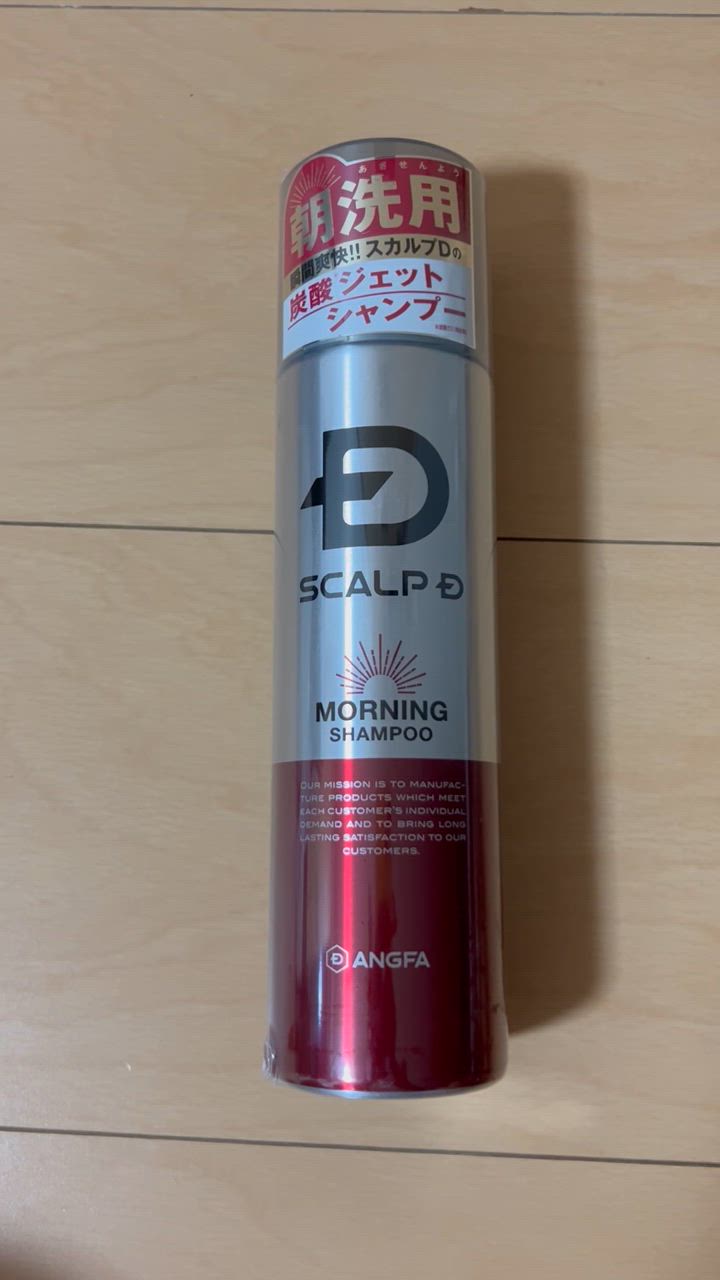 あさせんよう
朝洗用
瞬間爽快!! スカルプDの
炭酸ジェット
シャンプー
SCALP D
MORNING
SHAMPOO
OUR MISSION IS TO MANUFAC-
TURE PRODUCTS WHICH MEET
EACH CUSTOMER'S INDIVIDUAL
DEMAND AND TO BRING LONG
LASTING SATISFACTION TO OUR
CUSTOMERS.
ANGFA